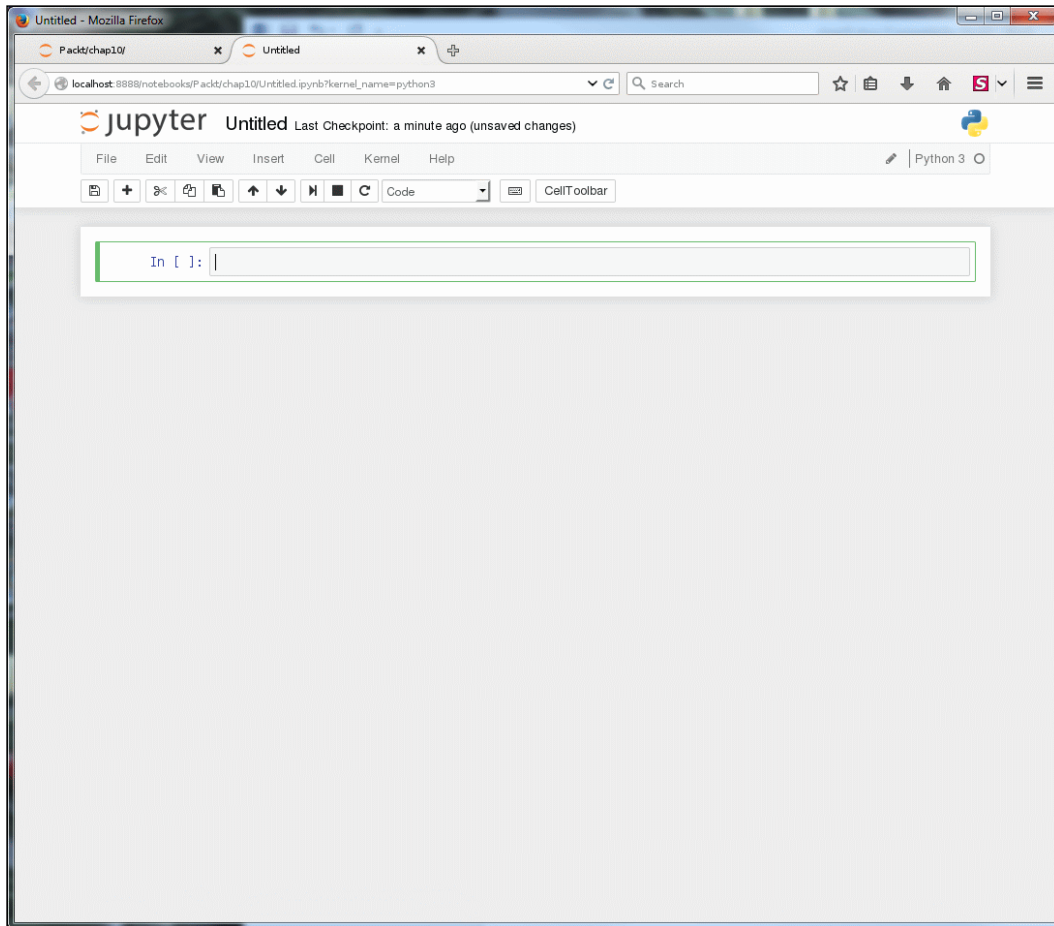 Untitled - Mozilla Firefox
Packt/chap10/ Untitled
localhost:8888/notebooks/Packt/chap10/Untitled.ipynb?kernel_name=python3 Search S
jupyter Untitled Last Checkpoint: a minute ago (unsaved changes)
File Edit View Insert Cell Kernel Help Python 3
Code CellToolbar
In [ ]: